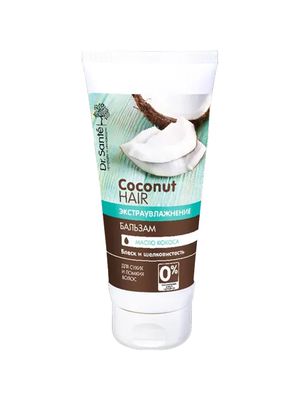 Dr.Santé
Coconut
HAIR
ЭКСТРАУВЛАЖНЕНИЕ
БАЛЬЗАМ
МАСЛО КОКОСА
Блеск и шелковистость
ДЛЯ СУХИХ
И ЛОМКИХ
ВОЛОС
0%